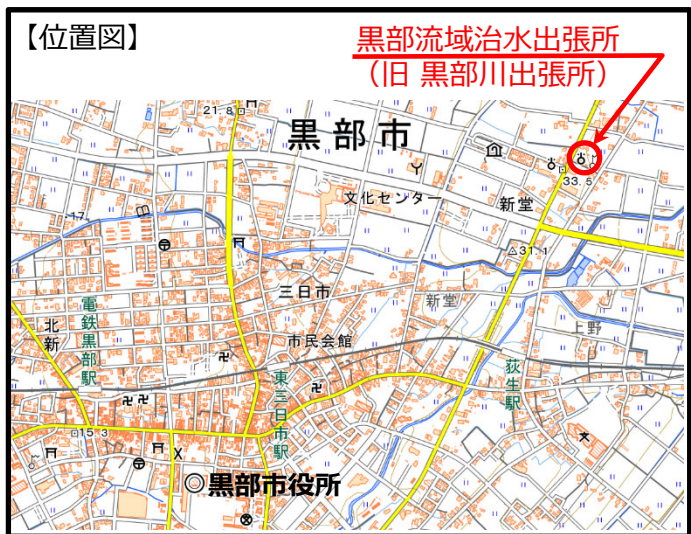 【位置図】
黒部流域治水出張所
（旧 黒部川出張所）
21.8
黒部市
33.5
文化センター
新堂
17
31.1
三日市
新堂
上野
北新
電鉄黒部駅
市民会館
荻生駅
東三日市駅
15.3
◎黒部市役所